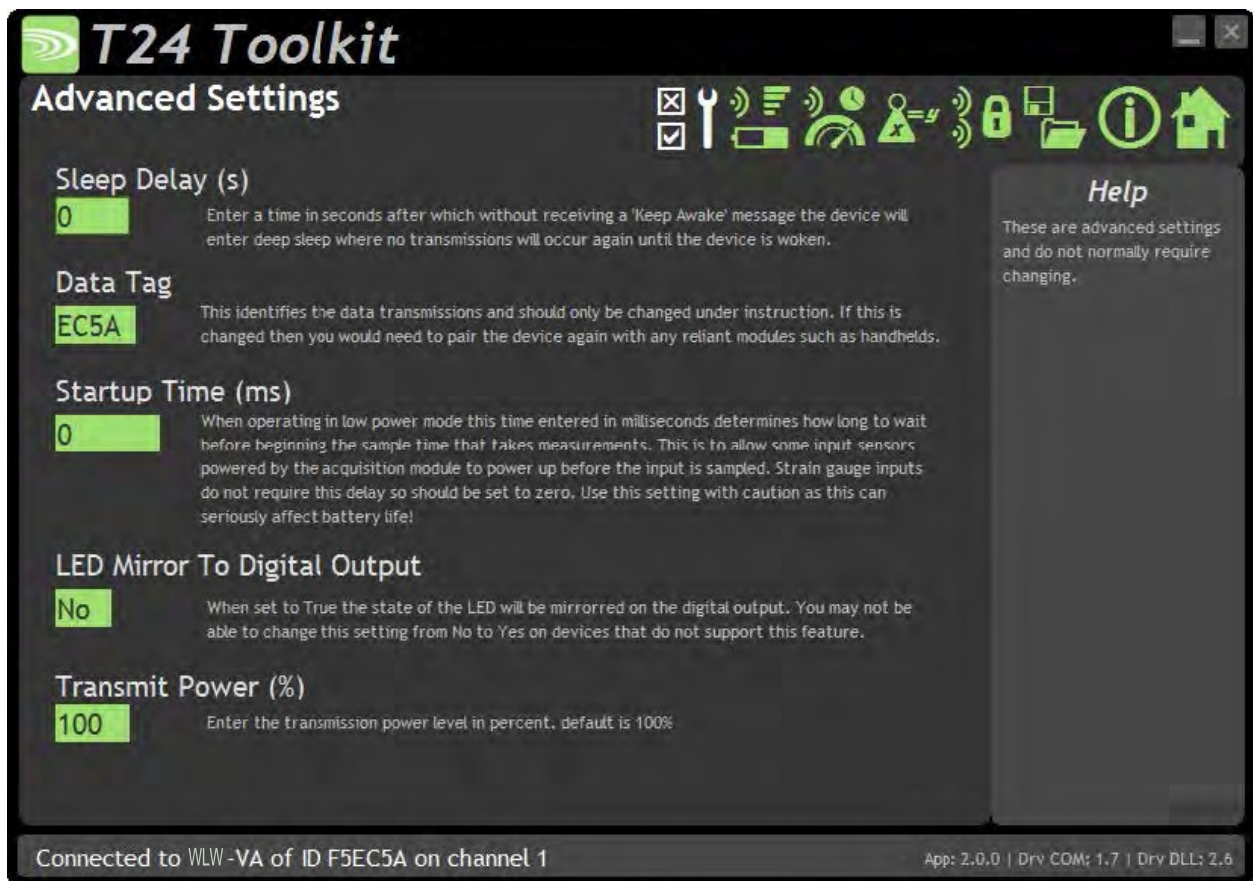 T24 Toolkit
Advanced Settings
x=y
Sleep Delay (s)
0
Enter a time in seconds after which without receiving a 'Keep Awake' message the device will
enter deep sleep where no transmissions will occur again until the device is woken.
Data Tag
EC5A
This identifies the data transmissions and should only be changed under instruction. If this is
changed then you would need to pair the device again with any reliant modules such as handhelds.
Startup Time (ms)
0
When operating in low power mode this time entered in milliseconds determines how long to wait
before beginning the sample time that takes measurements. This is to allow some input sensors
powered by the acquisition module to power up before the input is sampled. Strain gauge inputs
do not require this delay so should be set to zero. Use this setting with caution as this can
seriously affect battery life!
LED Mirror To Digital Output
No
When set to True the state of the LED will be mirrorred on the digital output. You may not be
able to change this setting from No to Yes on devices that do not support this feature.
Transmit Power (%)
100
Enter the transmission power level in percent. default is 100%
Help
These are advanced settings
and do not normally require
changing.
Connected to WLW-VA of ID F5EC5A on channel 1
App: 2.0.0 | Drv COM: 1.7 | Drv DLL: 2.6